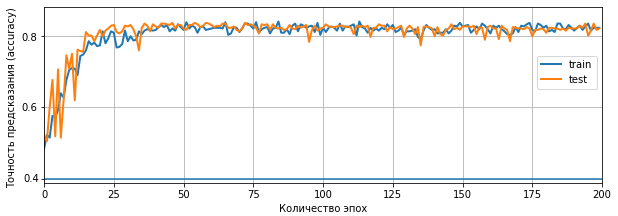 Точность предсказания (accuracy)
0.8
0.6
0.4
train
test
0 25 50 75 100 125 150 175 200
Количество эпох